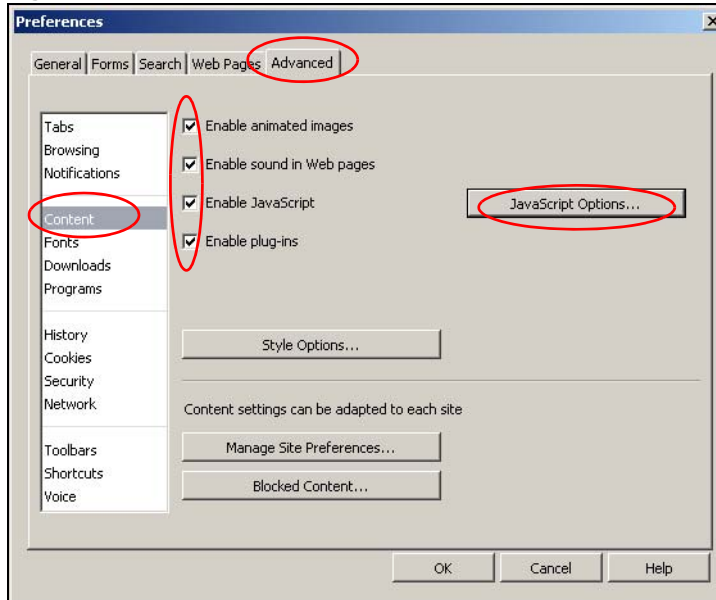 Preferences
General Forms Search Web Pages Advanced
Tabs
Browsing
Notifications
Content
Fonts
Downloads
Programs
History
Cookies
Security
Network
Toolbars
Shortcuts
Voice
Enable animated images
Enable sound in Web pages
Enable JavaScript
JavaScript Options...
Enable plug-ins
Style Options...
Content settings can be adapted to each site
Manage Site Preferences...
Blocked Content...
OK Cancel Help